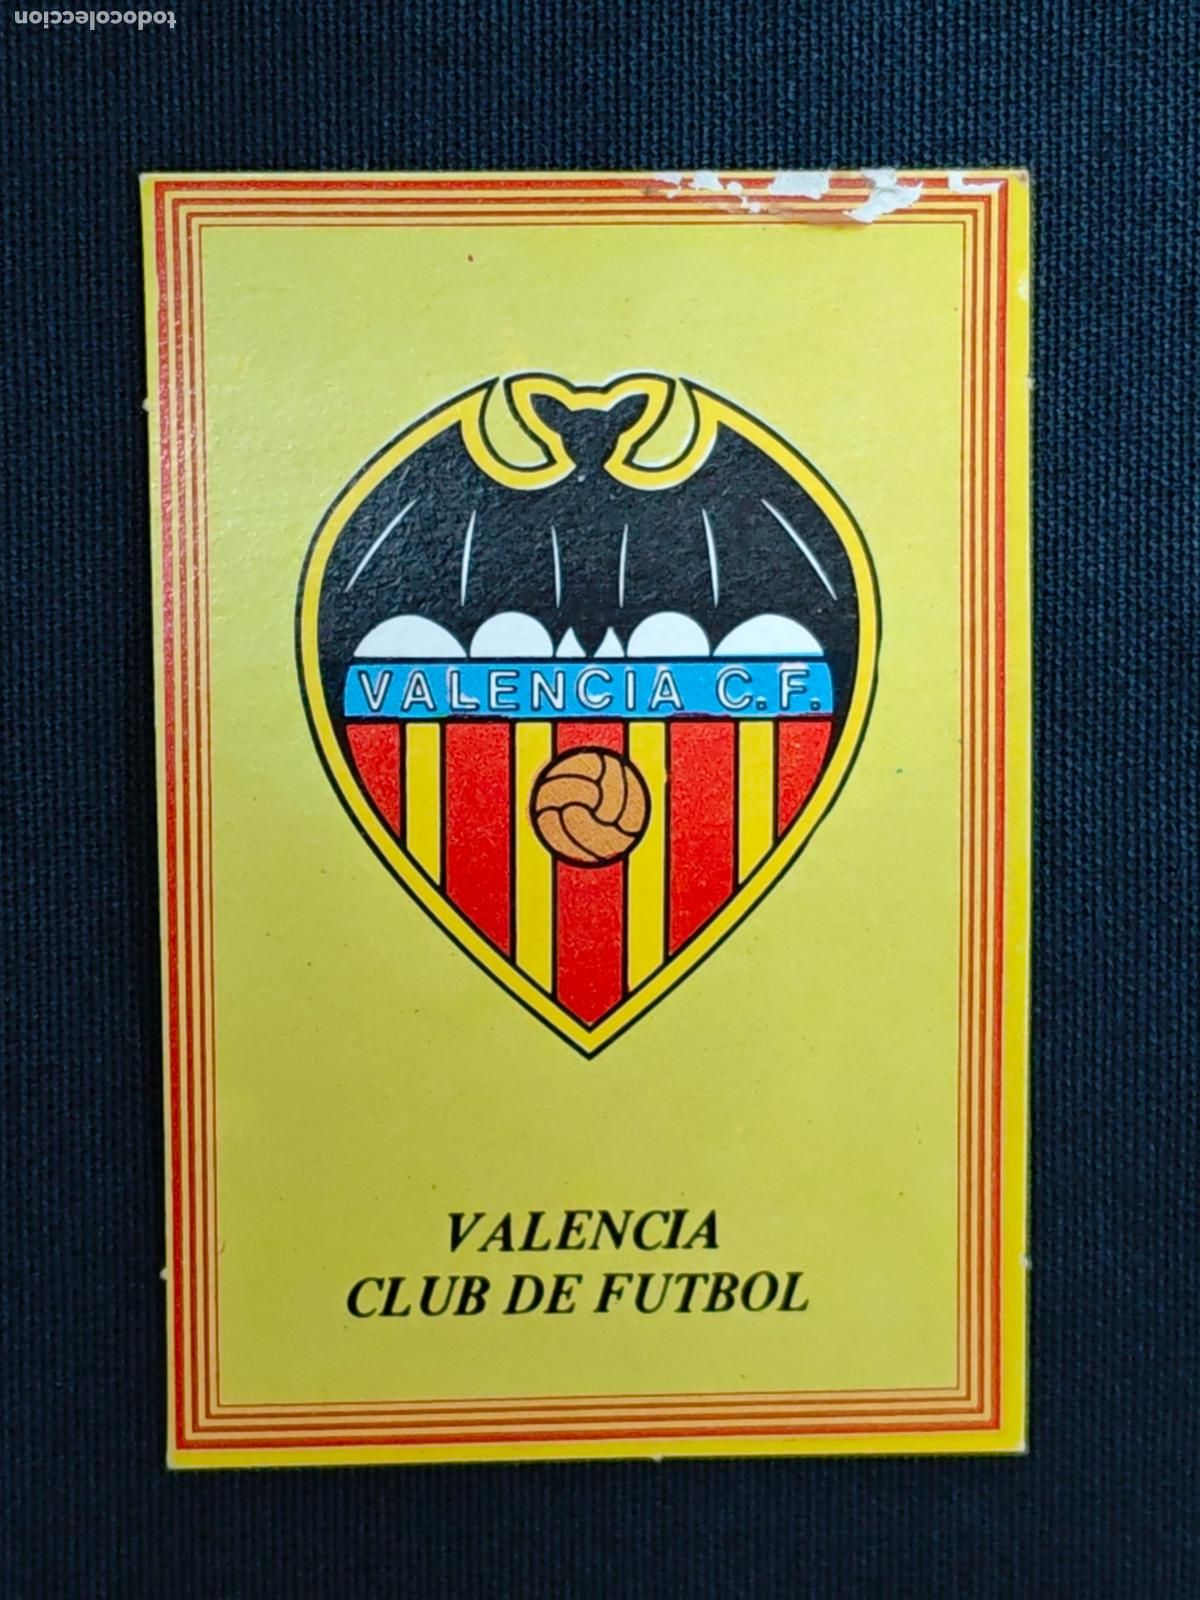 todocoleccion
VALENCIA C.F.
VALENCIA
CLUB DE FUTBOL